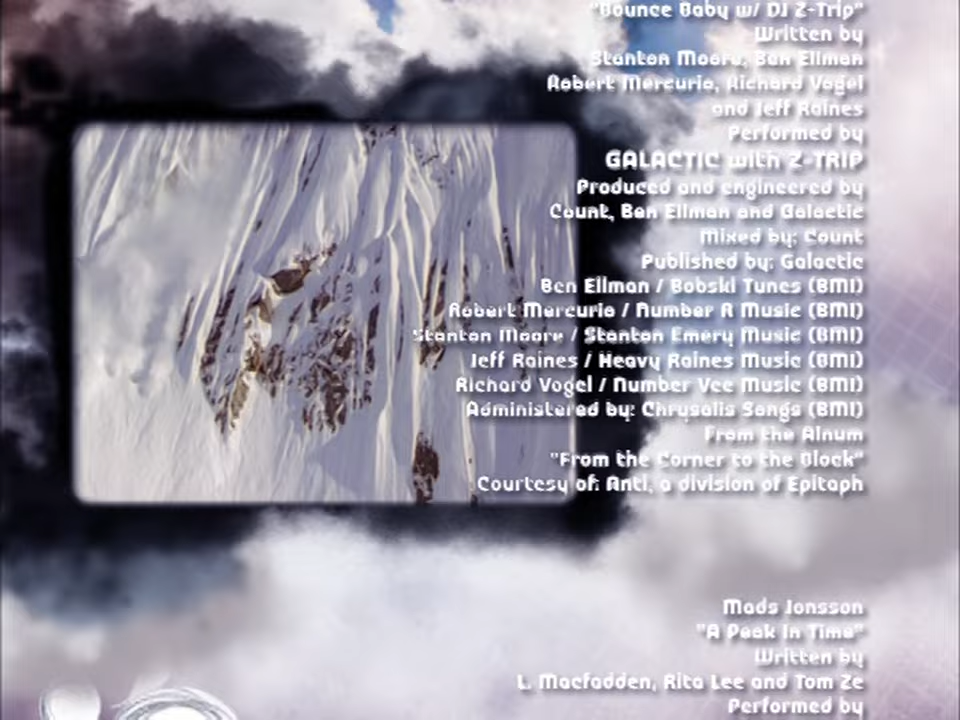 "Bounce Baby w/ DJ Z-Trip"
Written by
Stanton Moore, Ben Ellman
Robert Mercurio, Richard Vogel
and Jeff Raines
Performed by
GALACTIC with Z-TRIP
Produced and engineered by
Count, Ben Ellman and Galactic
Mixed by: Count
Published by: Galactic
Ben Ellman / Bobski Tunes (BMI)
Robert Mercurio / Number R Music (BMI)
Stanton Moore / Stanton Emery Music (BMI)
Jeff Raines / Heavy Raines Music (BMI)
Richard Vogel / Number Vee Music (BMI)
Administered by: Chrysalis Songs (BMI)
From the Alnum
"From the Corner to the Block"
Courtesy of: Anti, a division of Epitaph
Mads Jonsson
"A Peak In Time"
Written by
L. Macfadden, Rita Lee and Tom Ze
Performed by